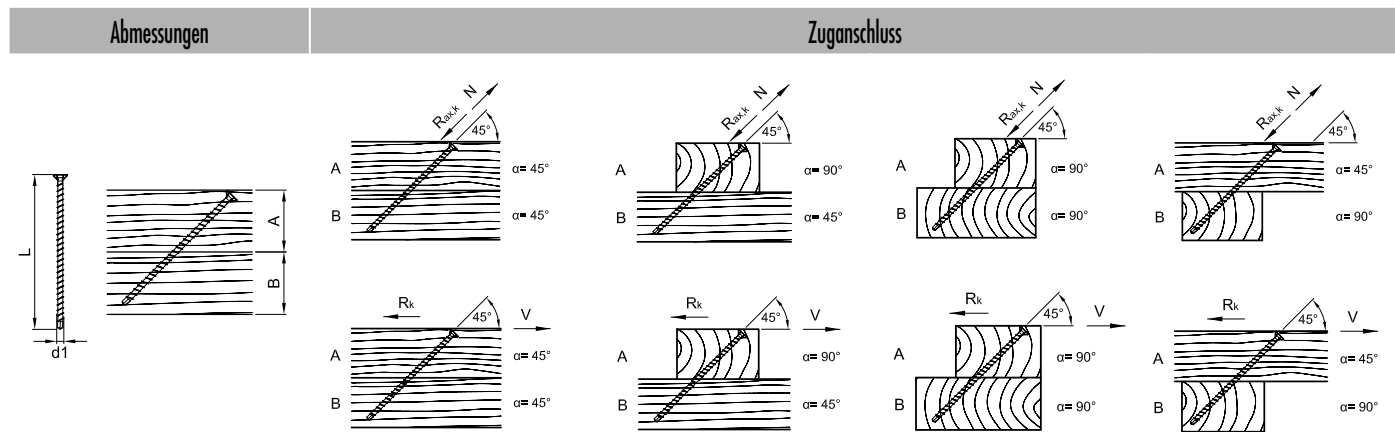 Abmessungen
Zuganschluss
L
d1
A
B
Rax,k N
45°
A α= 45°
B α= 45°
Rax,k N
45°
A α= 90°
B α= 45°
Rax,k N
45°
A α= 90°
B α= 90°
Rax,k N
45°
A α= 45°
B α= 90°
Rk 45° V
A α= 45°
B α= 45°
Rk 45° V
A α= 90°
B α= 45°
Rk 45° V
A α= 90°
B α= 90°
Rk 45° V
A α= 45°
B α= 90°